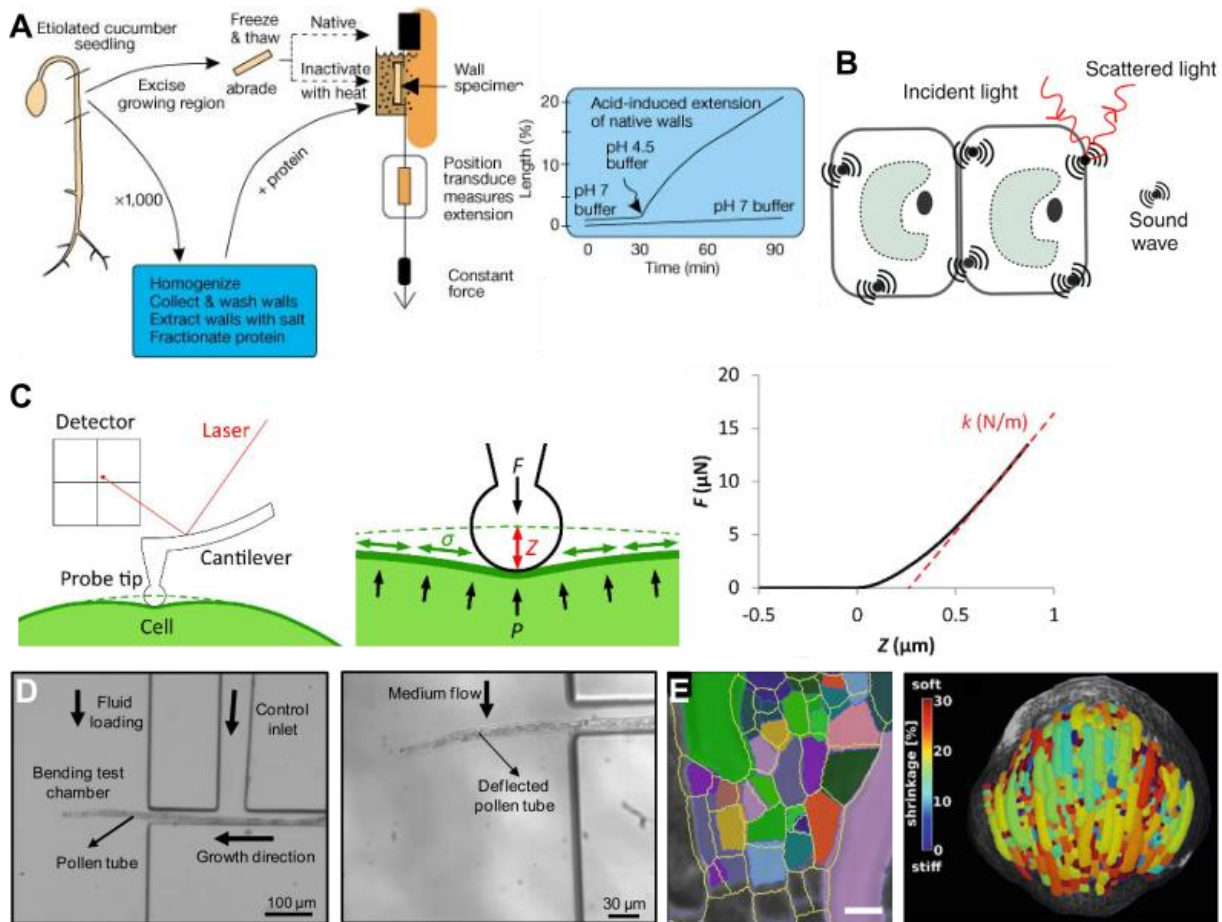 A
Etiolated cucumber
seedling
Freeze
& thaw
abrade
Excise
growing region
Native
Inactivate
with heat
Wall
specimen
+ protein
×1,000
Homogenize
Collect & wash walls
Extract walls with salt
Fractionate protein
Position
transduce
measures
extension
Constant
force
Acid-induced extension
of native walls
pH 4.5
buffer
pH 7
buffer
pH 7 buffer
Length (%)
20
10
0
0 30 60 90
Time (min)
B
Incident light
Scattered light
Sound
wave
C
Detector
Laser
Cantilever
Probe tip
Cell
F
σ
Z
P
k (N/m)
F (μN)
20
15
10
5
0
-0.5 0 0.5 1
Z (μm)
D
Fluid
loading
Control
inlet
Bending test
chamber
Pollen tube
Growth direction
100 μm
Medium flow
Deflected
pollen tube
30 μm
E
soft
shrinkage [%]
30
20
10
0
stiff